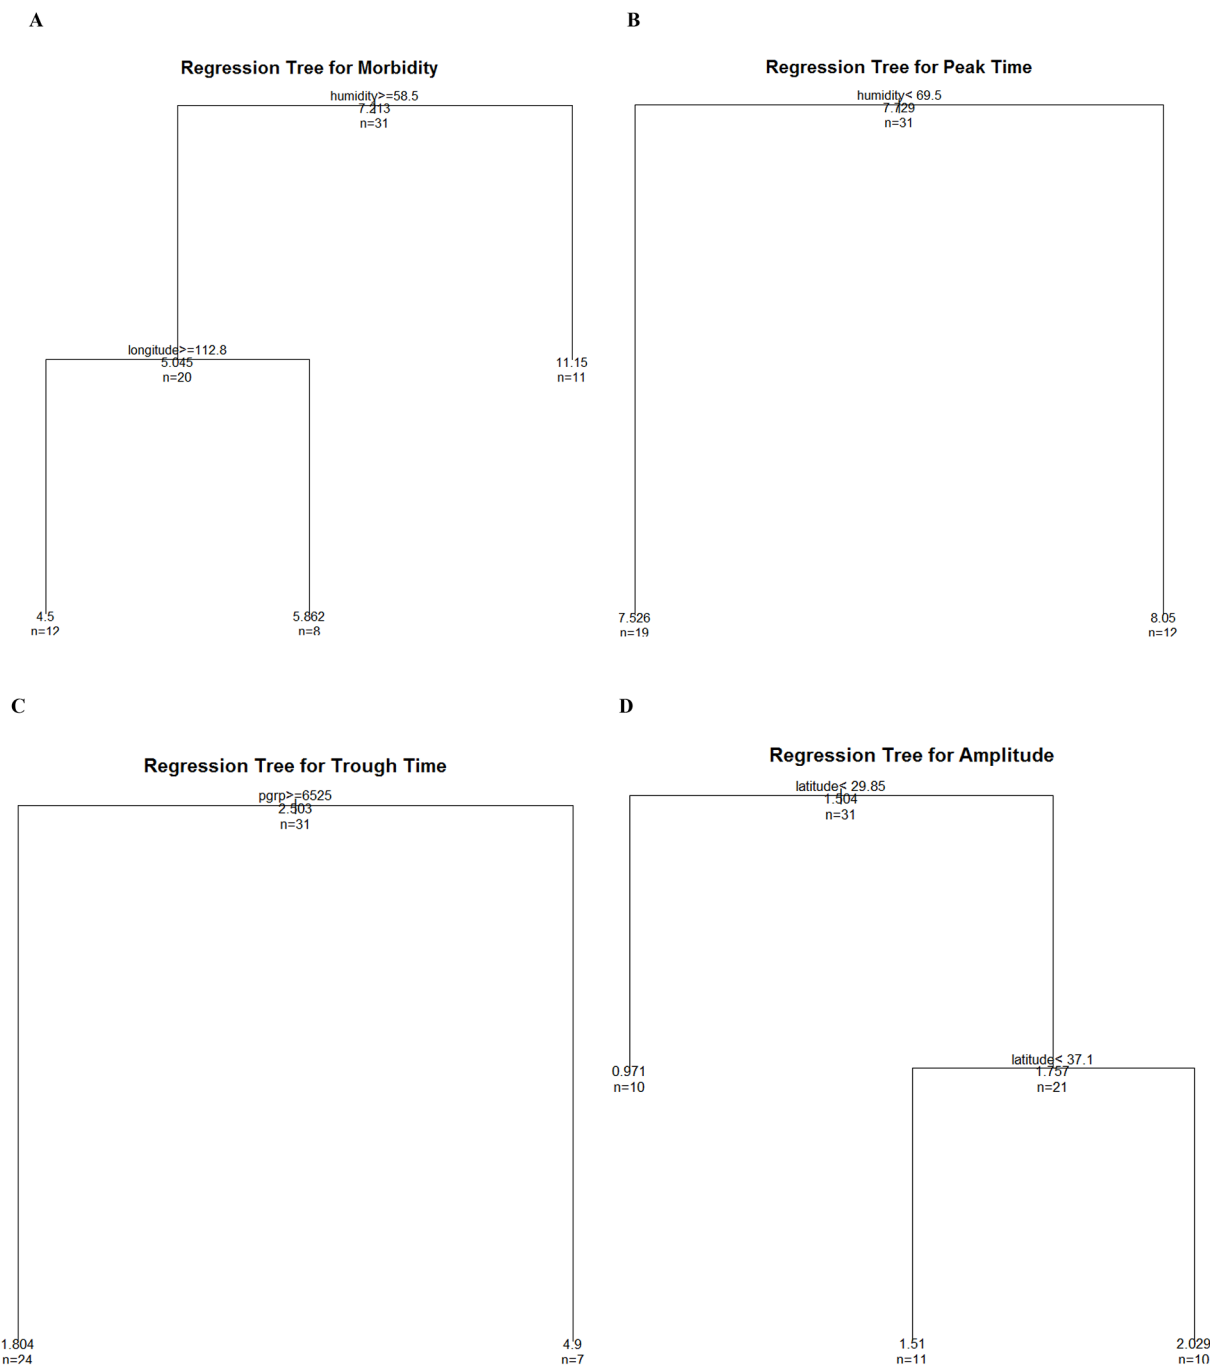 A
Regression Tree for Morbidity
humidity>=58.5
7.213
n=31
longitude>=112.8
5.045
n=20
11.15
n=11
4.5
n=12
5.862
n=8
B
Regression Tree for Peak Time
humidity< 69.5
7.729
n=31
7.526
n=19
8.05
n=12
C
Regression Tree for Trough Time
pgrp>=6525
2.503
n=31
1.804
n=24
4.9
n=7
D
Regression Tree for Amplitude
latitude< 29.85
1.504
n=31
0.971
n=10
latitude< 37.1
1.757
n=21
1.51
n=11
2.029
n=10